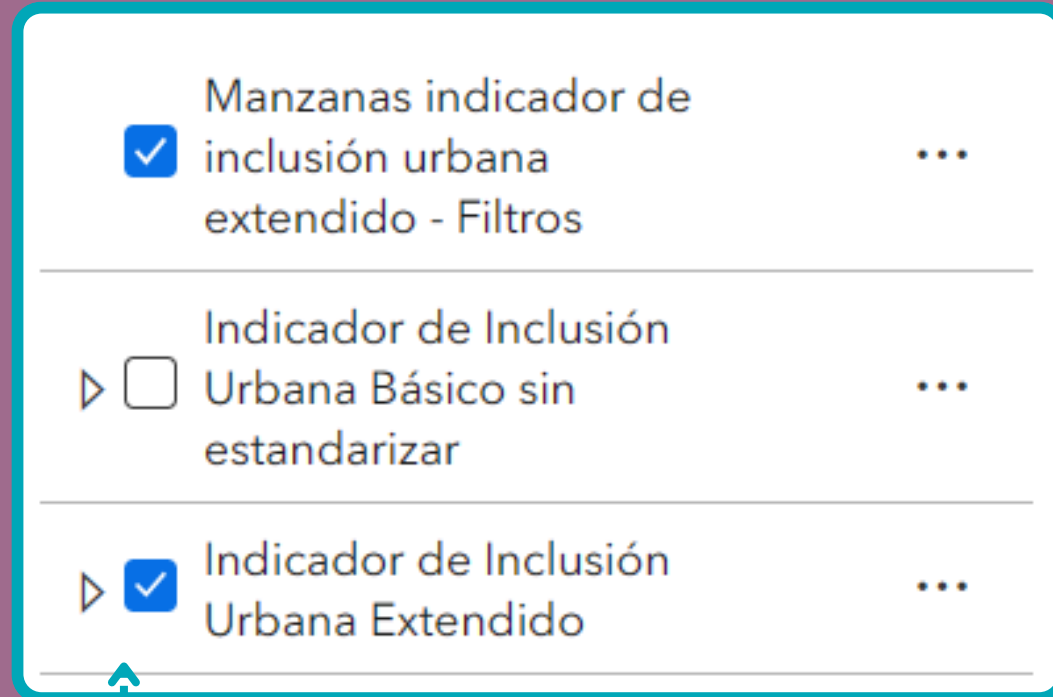 Manzanas indicador de
inclusión urbana
extendido - Filtros
Indicador de Inclusión
Urbana Básico sin
estandarizar
Indicador de Inclusión
Urbana Extendido